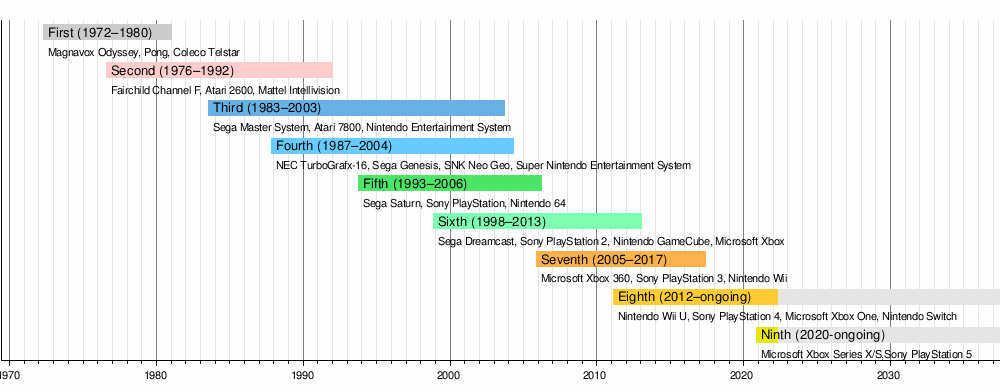 First (1972–1980)
Magnavox Odyssey, Pong, Coleco Telstar
Second (1976–1992)
Fairchild Channel F, Atari 2600, Mattel Intellivision
Third (1983–2003)
Sega Master System, Atari 7800, Nintendo Entertainment System
Fourth (1987–2004)
NEC TurboGrafx-16, Sega Genesis, SNK Neo Geo, Super Nintendo Entertainment System
Fifth (1993–2006)
Sega Saturn, Sony PlayStation, Nintendo 64
Sixth (1998–2013)
Sega Dreamcast, Sony PlayStation 2, Nintendo GameCube, Microsoft Xbox
Seventh (2005–2017)
Microsoft Xbox 360, Sony PlayStation 3, Nintendo Wii
Eighth (2012–ongoing)
Nintendo Wii U, Sony PlayStation 4, Microsoft Xbox One, Nintendo Switch
Ninth (2020-ongoing)
Microsoft Xbox Series X/S,Sony PlayStation 5
1970 1980 1990 2000 2010 2020 2030